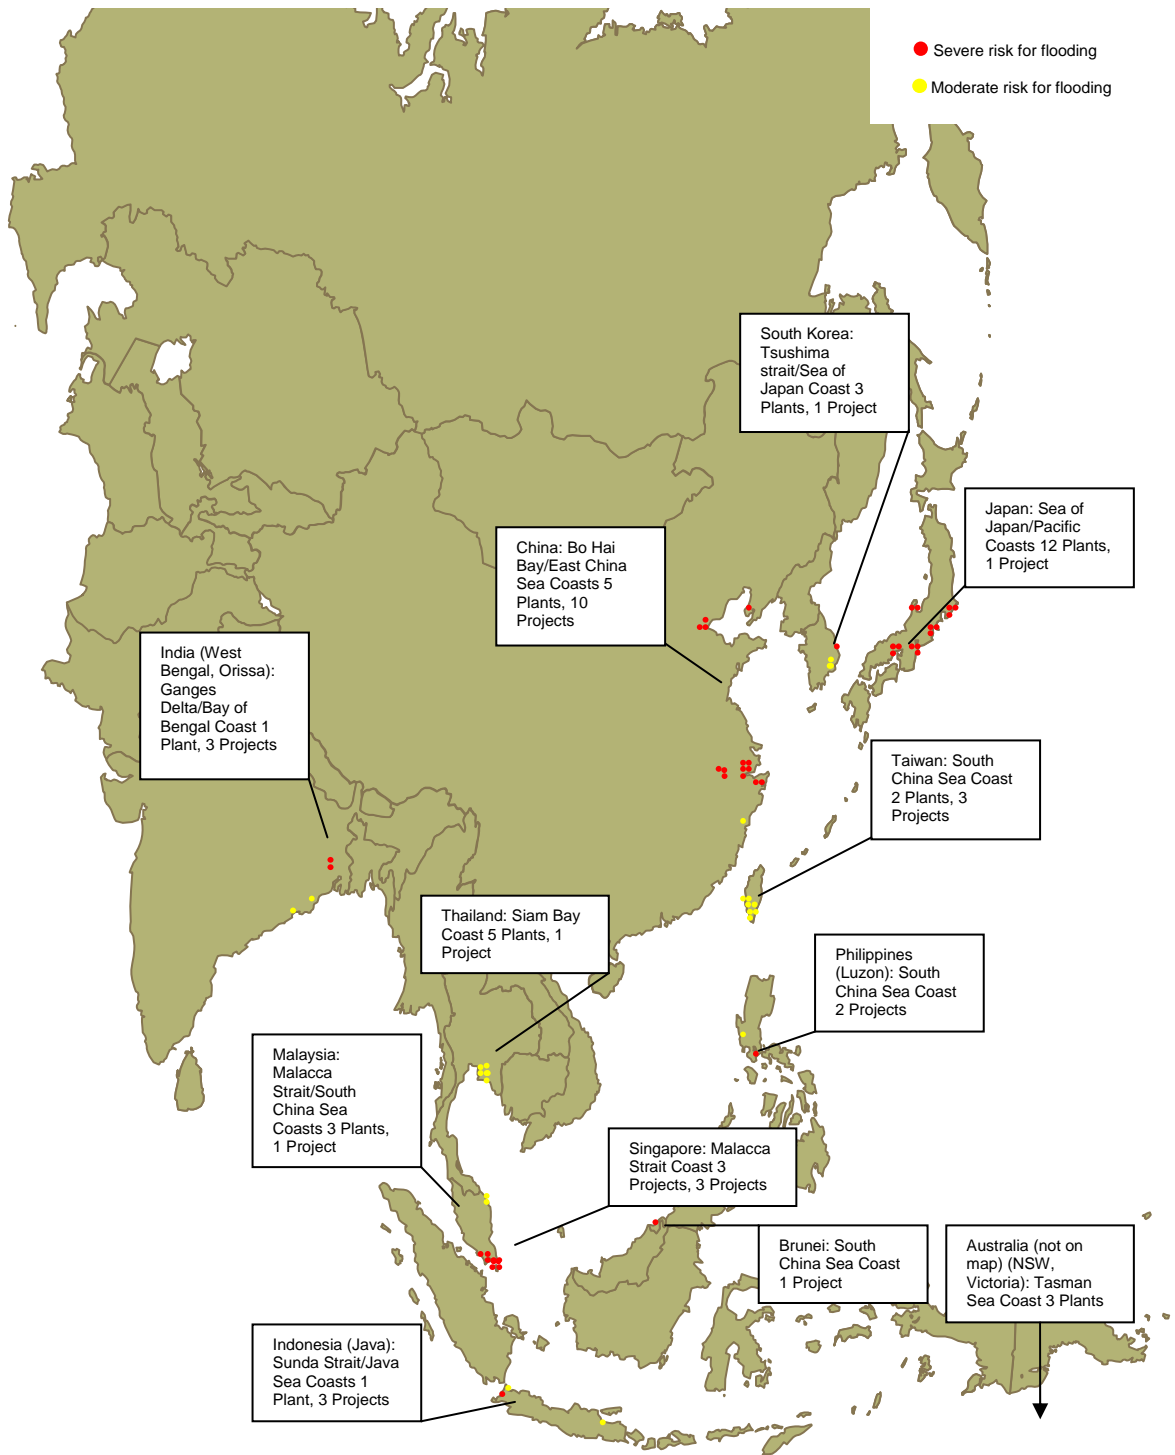 Severe risk for flooding
Moderate risk for flooding
South Korea:
Tsushima
strait/Sea of
Japan Coast 3
Plants, 1 Project
Japan: Sea of
Japan/Pacific
Coasts 12 Plants,
1 Project
China: Bo Hai
Bay/East China
Sea Coasts 5
Plants, 10
Projects
India (West
Bengal, Orissa):
Ganges
Delta/Bay of
Bengal Coast 1
Plant, 3 Projects
Taiwan: South
China Sea Coast
2 Plants, 3
Projects
Thailand: Siam Bay
Coast 5 Plants, 1
Project
Philippines
(Luzon): South
China Sea Coast
2 Projects
Malaysia:
Malacca
Strait/South
China Sea
Coasts 3 Plants,
1 Project
Singapore: Malacca
Strait Coast 3
Projects, 3 Projects
Brunei: South
China Sea Coast
1 Project
Australia (not on
map) (NSW,
Victoria): Tasman
Sea Coast 3 Plants
Indonesia (Java):
Sunda Strait/Java
Sea Coasts 1
Plant, 3 Projects